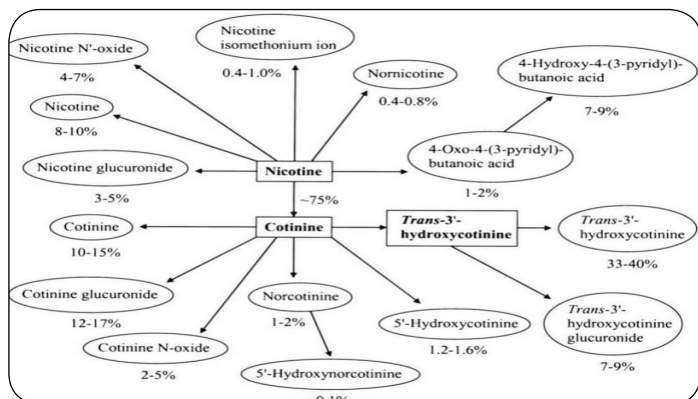 Nicotine N'-oxide
4-7%
Nicotine
isomethonium ion
0.4-1.0%
Nornicotine
0.4-0.8%
4-Hydroxy-4-(3-pyridyl)-
butanoic acid
7-9%
Nicotine
8-10%
Nicotine glucuronide
3-5%
Nicotine
4-Oxo-4-(3-pyridyl)-
butanoic acid
1-2%
~75%
Cotinine
10-15%
Cotinine
Trans-3'-
hydroxycotinine
Trans-3'-
hydroxycotinine
33-40%
Cotinine glucuronide
12-17%
Cotinine N-oxide
2-5%
Norcotinine
1-2%
5'-Hydroxynorcotinine
5'-Hydroxycotinine
1.2-1.6%
Trans-3'-
hydroxycotinine
glucuronide
7-9%